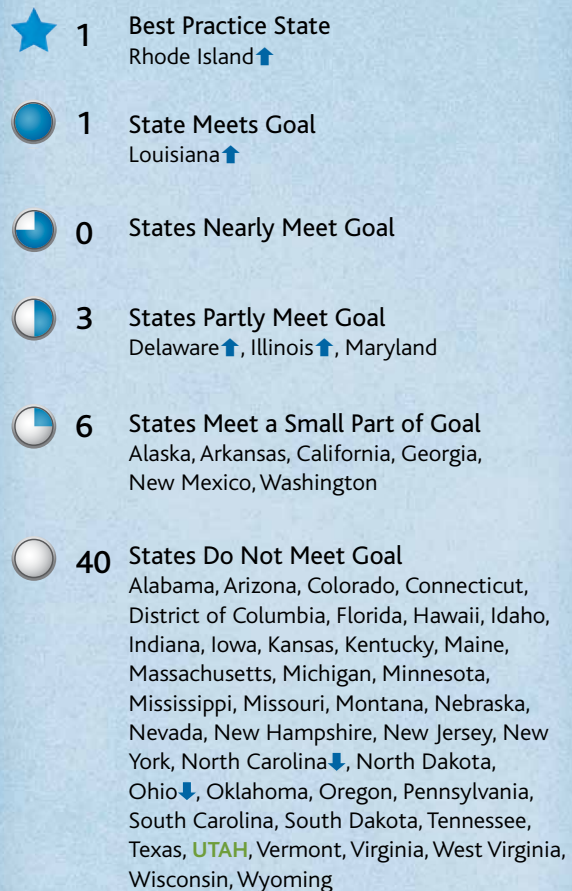 1 Best Practice State
Rhode Island⬆
1 State Meets Goal
Louisiana⬆
0 States Nearly Meet Goal
3 States Partly Meet Goal
Delaware⬆, Illinois⬆, Maryland
6 States Meet a Small Part of Goal
Alaska, Arkansas, California, Georgia,
New Mexico, Washington
40 States Do Not Meet Goal
Alabama, Arizona, Colorado, Connecticut,
District of Columbia, Florida, Hawaii, Idaho,
Indiana, Iowa, Kansas, Kentucky, Maine,
Massachusetts, Michigan, Minnesota,
Mississippi, Missouri, Montana, Nebraska,
Nevada, New Hampshire, New Jersey, New
York, North Carolina⬇, North Dakota,
Ohio⬇, Oklahoma, Oregon, Pennsylvania,
South Carolina, South Dakota, Tennessee,
Texas, UTAH, Vermont, Virginia, West Virginia,
Wisconsin, Wyoming